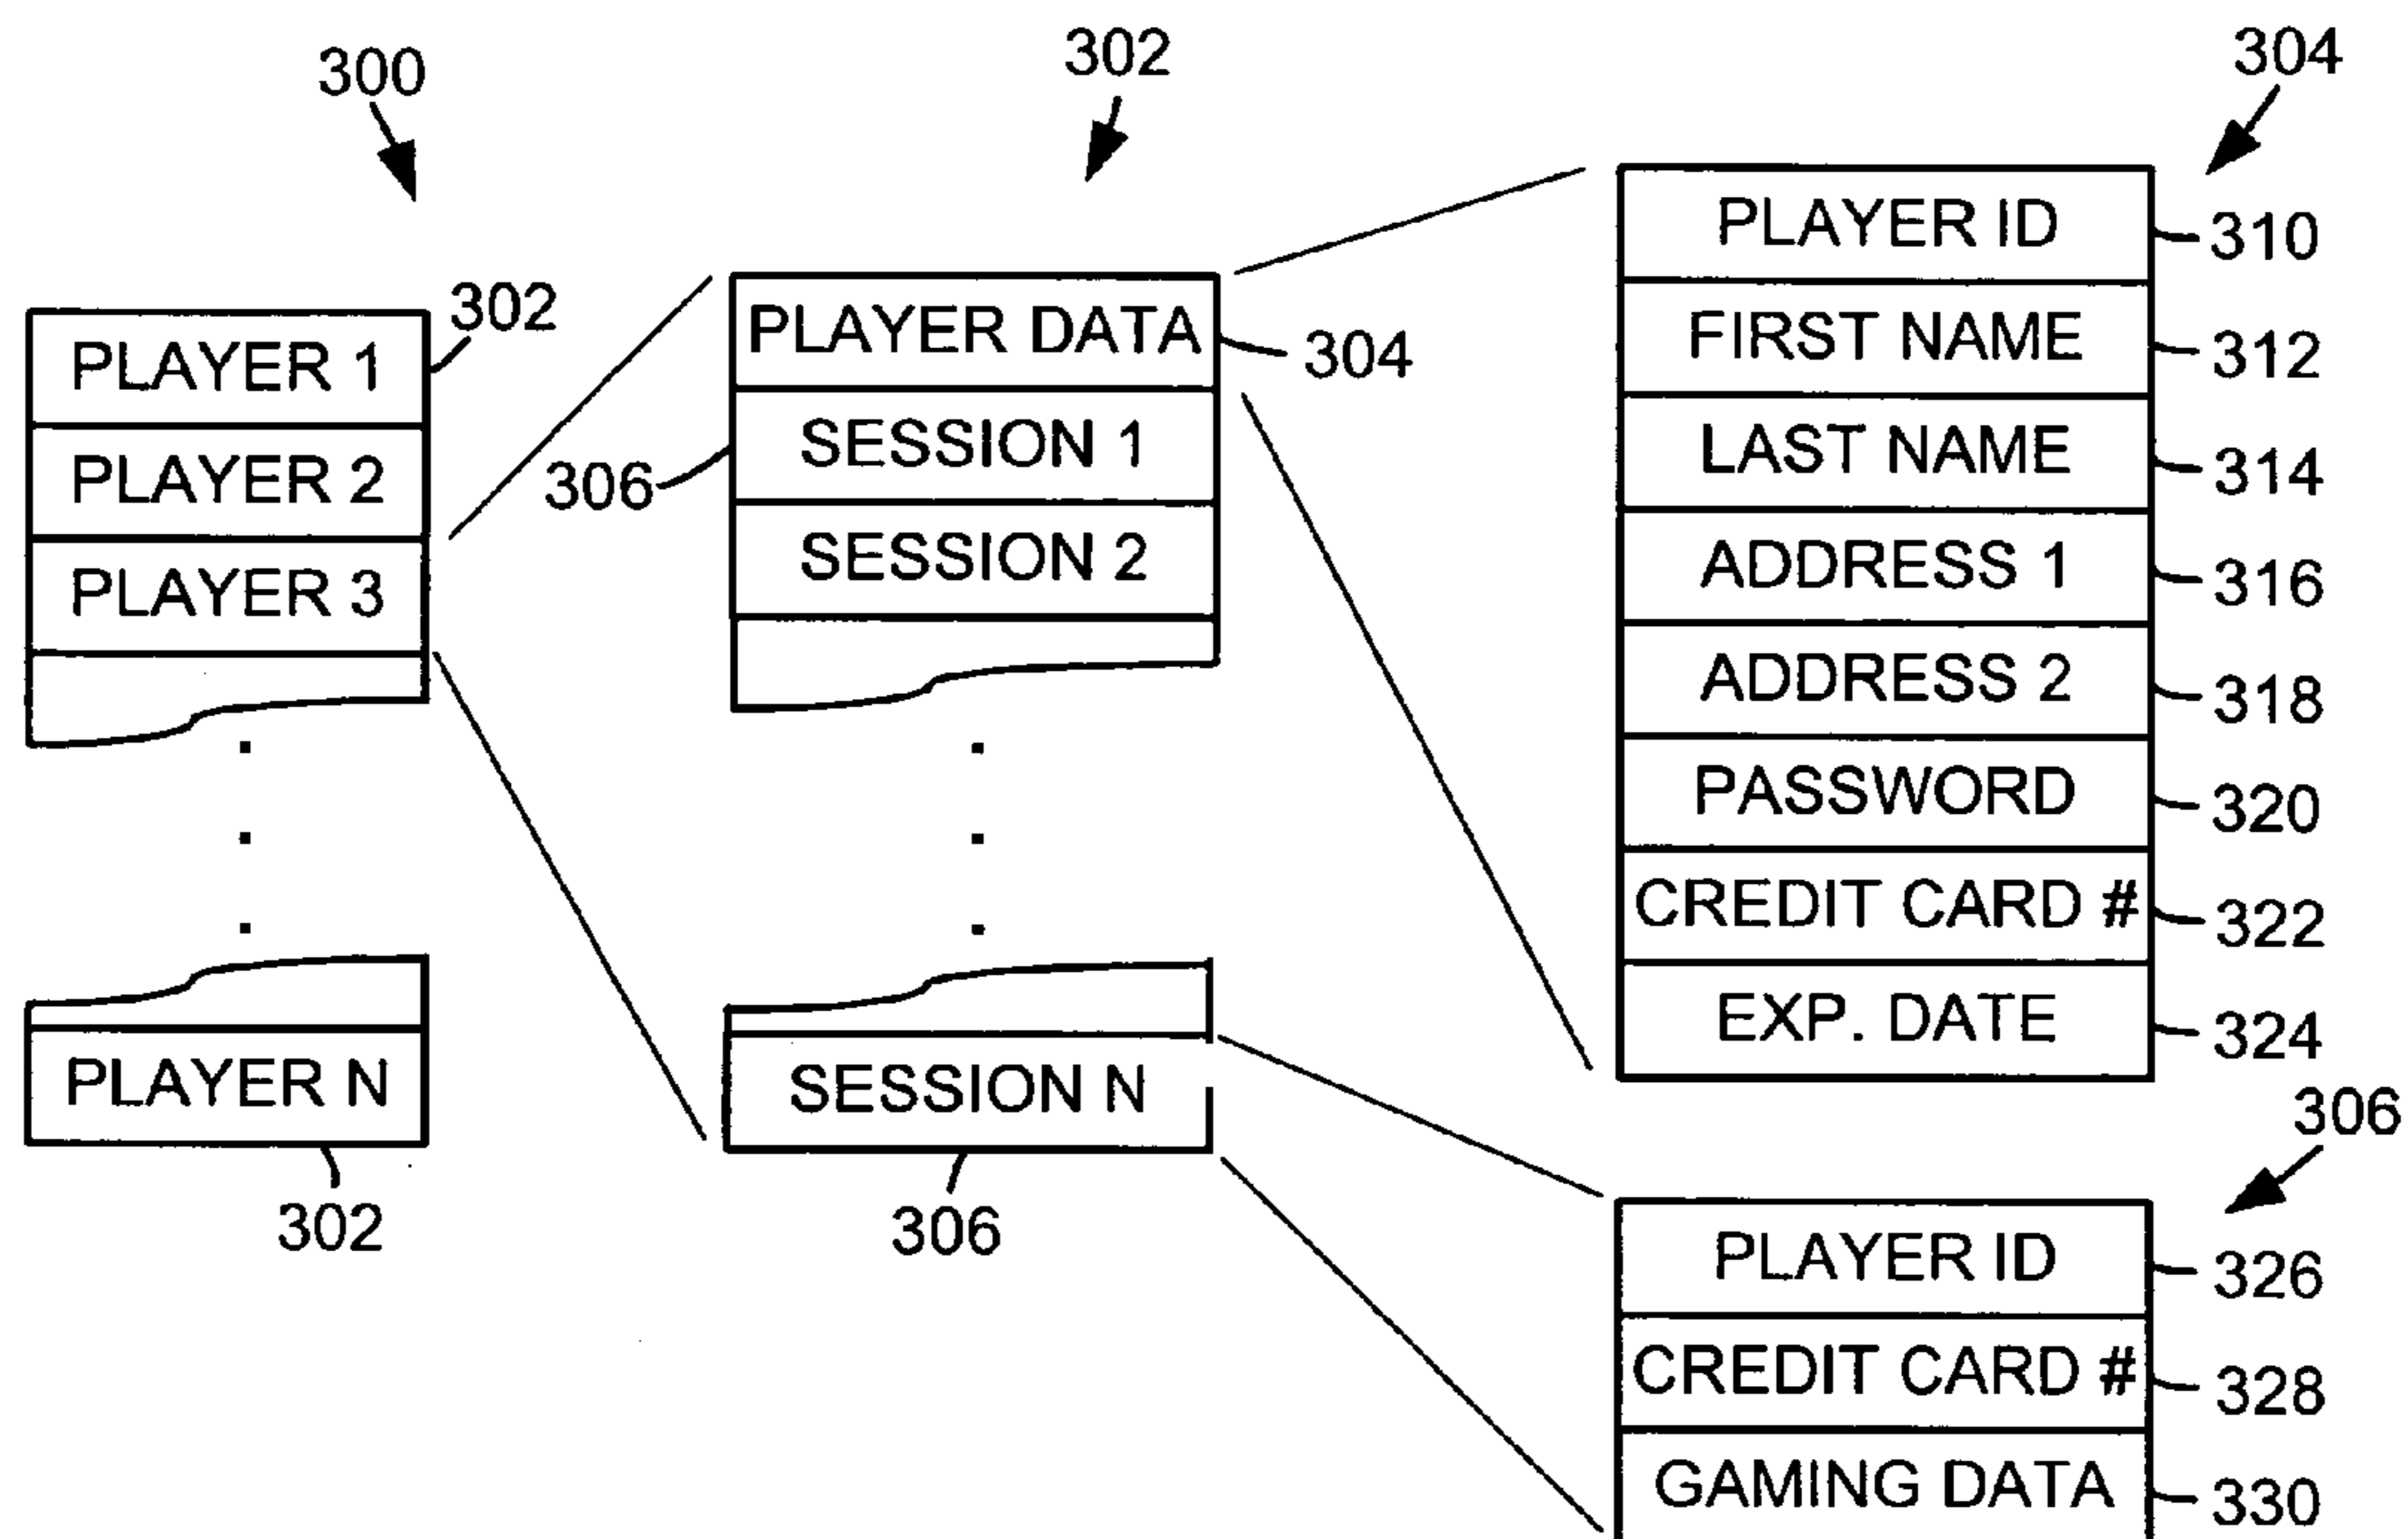 300
302
304
PLAYER 1
302
PLAYER 2
PLAYER 3
PLAYER N
302
PLAYER DATA
304
SESSION 1
306
SESSION 2
SESSION N
306
PLAYER ID
310
FIRST NAME
312
LAST NAME
314
ADDRESS 1
316
ADDRESS 2
318
PASSWORD
320
CREDIT CARD #
322
EXP. DATE
324
306
PLAYER ID
326
CREDIT CARD #
328
GAMING DATA
330